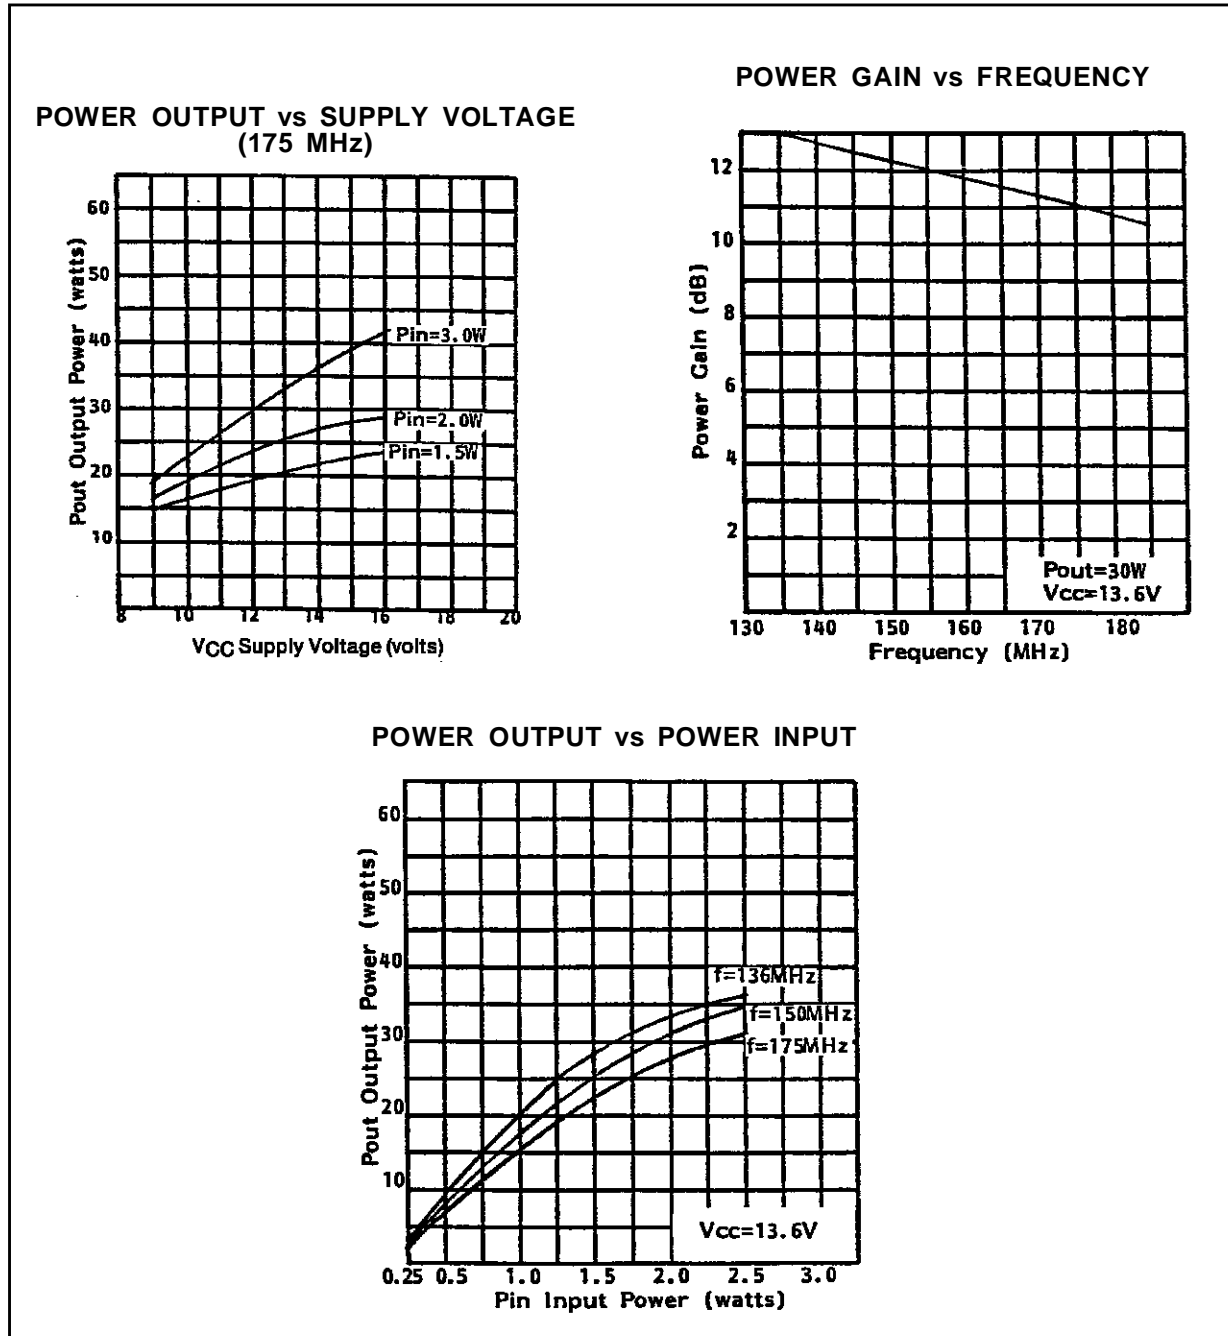 POWER OUTPUT vs SUPPLY VOLTAGE
(175 MHz)
60
50
40
30
20
10
Pout Output Power (watts)
Pin=3.0W
Pin=2.0W
Pin=1.5W
8 10 12 14 16 18 20
VCC Supply Voltage (volts)
POWER GAIN vs FREQUENCY
12
10
8
6
4
2
Power Gain (dB)
Pout=30W
Vcc=13.6V
130 140 150 160 170 180
Frequency (MHz)
POWER OUTPUT vs POWER INPUT
60
50
40
30
20
10
Pout Output Power (watts)
f=136MHz
f=150MHz
f=175MHz
Vcc=13.6V
0.25 0.5 1.0 1.5 2.0 2.5 3.0
Pin Input Power (watts)